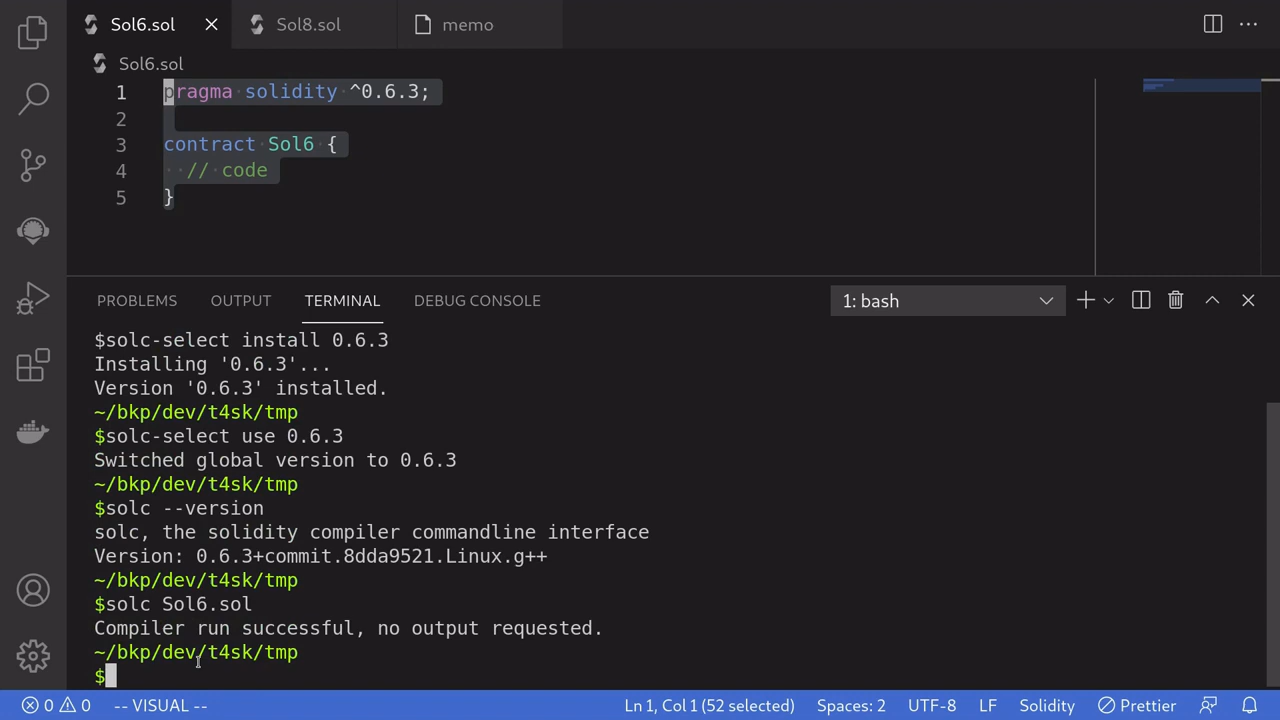 Sol6.sol
Sol8.sol
memo
Sol6.sol
1 pragma solidity ^0.6.3;
2
3 contract Sol6 {
4 // code
5 }
PROBLEMS OUTPUT TERMINAL DEBUG CONSOLE 1: bash
$solc-select install 0.6.3
Installing '0.6.3'...
Version '0.6.3' installed.
~/bkp/dev/t4sk/tmp
$solc-select use 0.6.3
Switched global version to 0.6.3
~/bkp/dev/t4sk/tmp
$solc --version
solc, the solidity compiler commandline interface
Version: 0.6.3+commit.8dda9521.Linux.g++
~/bkp/dev/t4sk/tmp
$solc Sol6.sol
Compiler run successful, no output requested.
~/bkp/dev/t4sk/tmp
$
0 0 -- VISUAL -- Ln 1, Col 1 (52 selected) Spaces: 2 UTF-8 LF Solidity Prettier